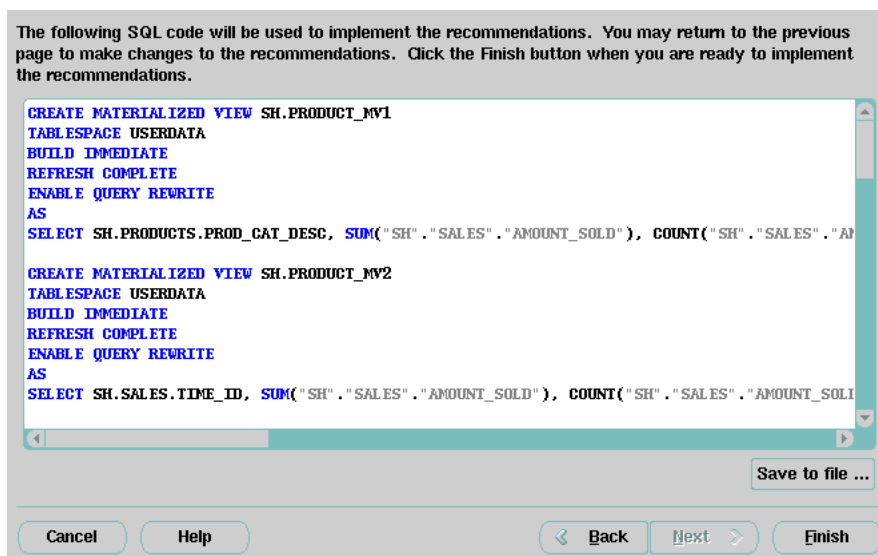 The following SQL code will be used to implement the recommendations. You may return to the previous
page to make changes to the recommendations. Click the Finish button when you are ready to implement
the recommendations.
CREATE MATERIALIZED VIEW SH.PRODUCT_MV1
TABLESPACE USERDATA
BUILD IMMEDIATE
REFRESH COMPLETE
ENABLE QUERY REWRITE
AS
SELECT SH.PRODUCTS.PROD_CAT_DESC, SUM("SH"."SALES"."AMOUNT_SOLD"), COUNT("SH"."SALES"."AM
CREATE MATERIALIZED VIEW SH.PRODUCT_MV2
TABLESPACE USERDATA
BUILD IMMEDIATE
REFRESH COMPLETE
ENABLE QUERY REWRITE
AS
SELECT SH.SALES.TIME_ID, SUM("SH"."SALES"."AMOUNT_SOLD"), COUNT("SH"."SALES"."AMOUNT_SOL
Save to file ...
Cancel Help Back Next Finish